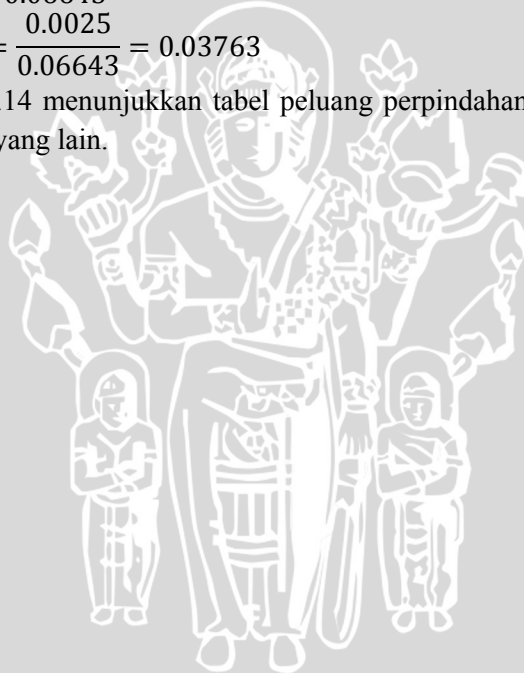 = 0.0025 / 0.06643 = 0.03763
.14 menunjukkan tabel peluang perpindahan
yang lain.